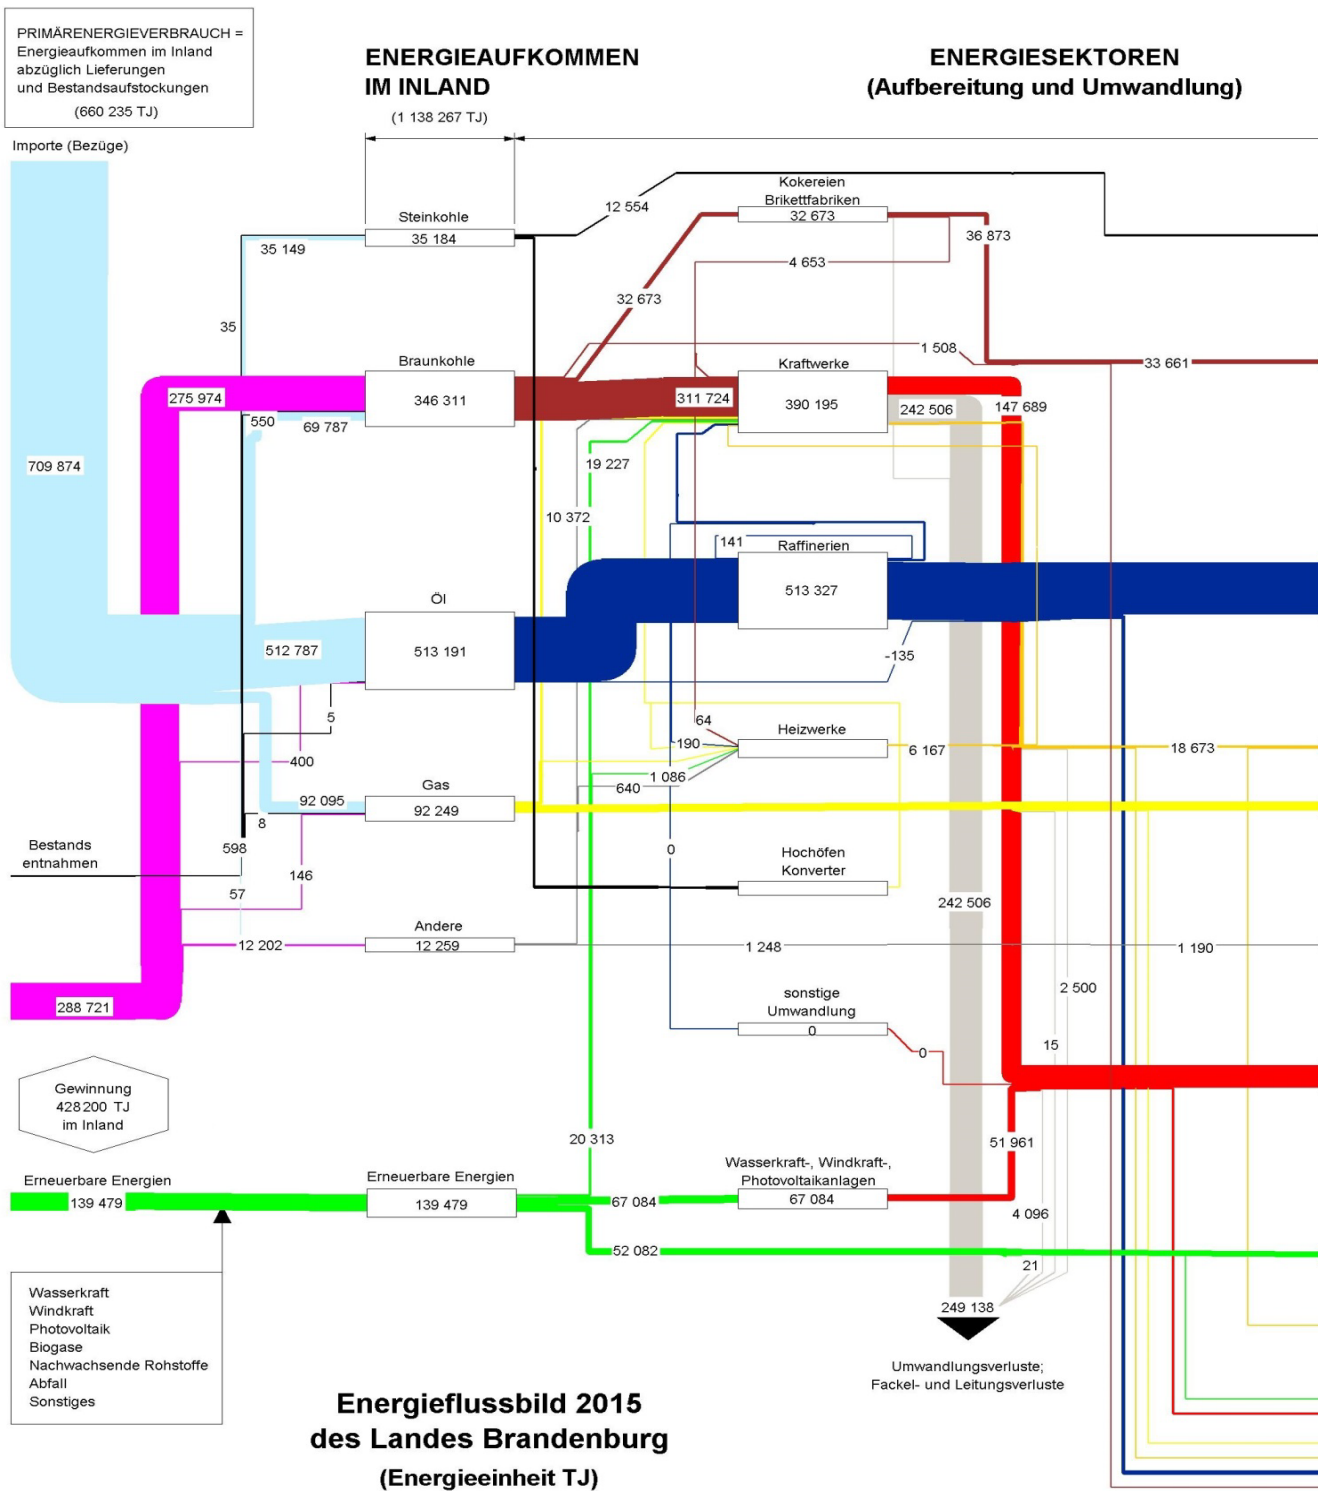 PRIMÄRENERGIEVERBRAUCH =
Energieaufkommen im Inland
abzüglich Lieferungen
und Bestandsaufstockungen
(660 235 TJ)
ENERGIEAUFKOMMEN
IM INLAND
(1 138 267 TJ)
ENERGIESEKTOREN
(Aufbereitung und Umwandlung)
Importe (Bezüge)
Kokereien
Brikettfabriken
32 673
12 554
Steinkohle
35 184
35 149
36 873
4 653
32 673
35
1 508
33 661
Braunkohle
346 311
Kraftwerke
390 195
275 974
311 724
242 506
147 689
550
69 787
709 874
19 227
10 372
141
Raffinerien
513 327
Öl
513 191
512 787
-135
5
64
190
Heizwerke
6 167
18 673
400
1 086
640
Gas
92 249
92 095
8
Bestands
entnahmen
598
0
Hochöfen
Konverter
146
57
242 506
Andere
12 259
12 202
1 248
1 190
2 500
288 721
sonstige
Umwandlung
0
0
15
Gewinnung
428200 TJ
im Inland
20 313
51 961
Erneuerbare Energien
139 479
Erneuerbare Energien
139 479
67 084
Wasserkraft-, Windkraft-,
Photovoltaikanlagen
67 084
4 096
52 082
21
249 138
Wasserkraft
Windkraft
Photovoltaik
Biogase
Nachwachsende Rohstoffe
Abfall
Sonstiges
Umwandlungsverluste;
Fackel- und Leitungsverluste
Energieflussbild 2015
des Landes Brandenburg
(Energieeinheit TJ)